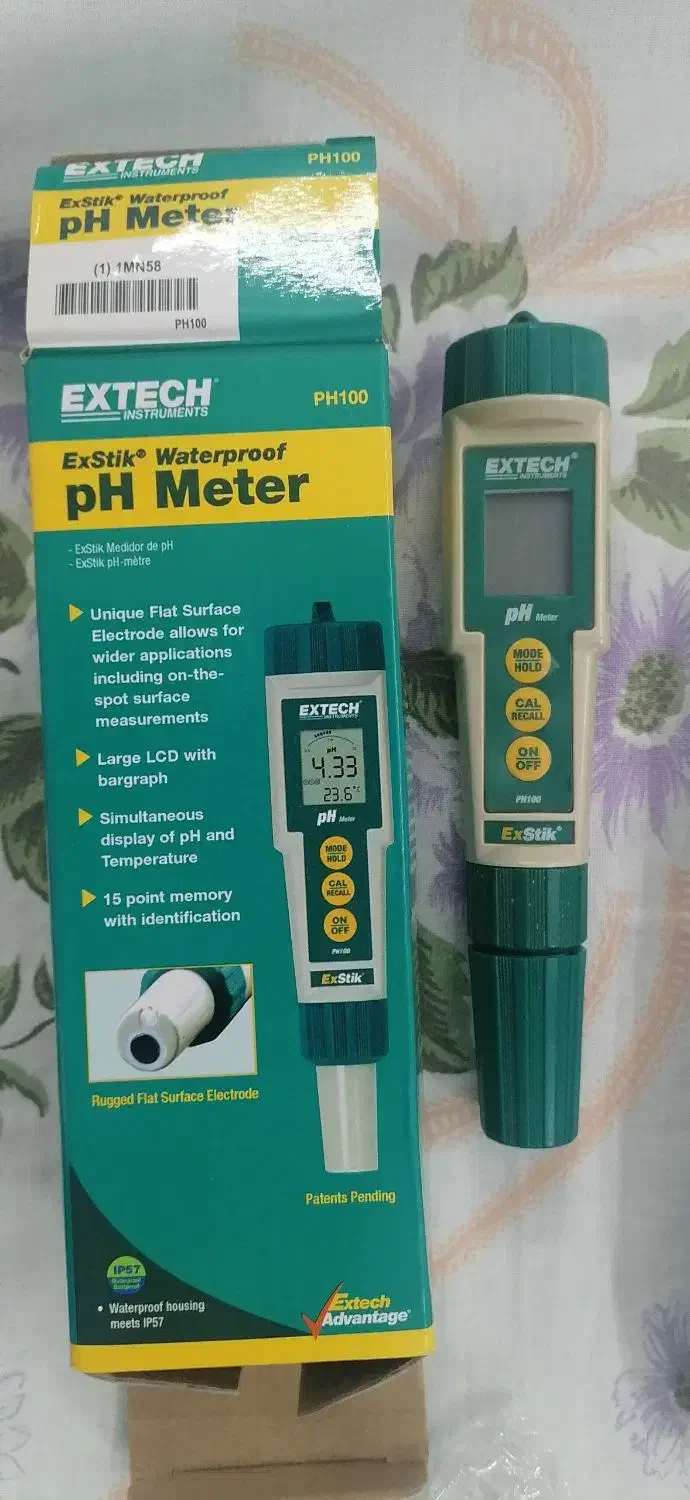 EXTECH
INSTRUMENTS
PH100
ExStik® Waterproof
pH Meter
(1) 1MN58
PH100
EXTECH®
INSTRUMENTS
PH100
ExStik® Waterproof
pH Meter
- ExStik Medidor de pH
- ExStik pH-mètre
Unique Flat Surface
Electrode allows for
wider applications
including on-the-
spot surface
measurements
Large LCD with
bargraph
Simultaneous
display of pH and
Temperature
15 point memory
with identification
EXTECH
INSTRUMENTS
pH
4.33
23.6°C
pH Meter
MODE
HOLD
CAL
RECALL
ON
OFF
PH100
ExStik
Rugged Flat Surface Electrode
Patents Pending
IP57
Waterproof
• Waterproof housing
meets IP57
Extech
Advantage®
EXTECH®
INSTRUMENTS
pH Meter
MODE
HOLD
CAL
RECALL
ON
OFF
PH100
ExStik®